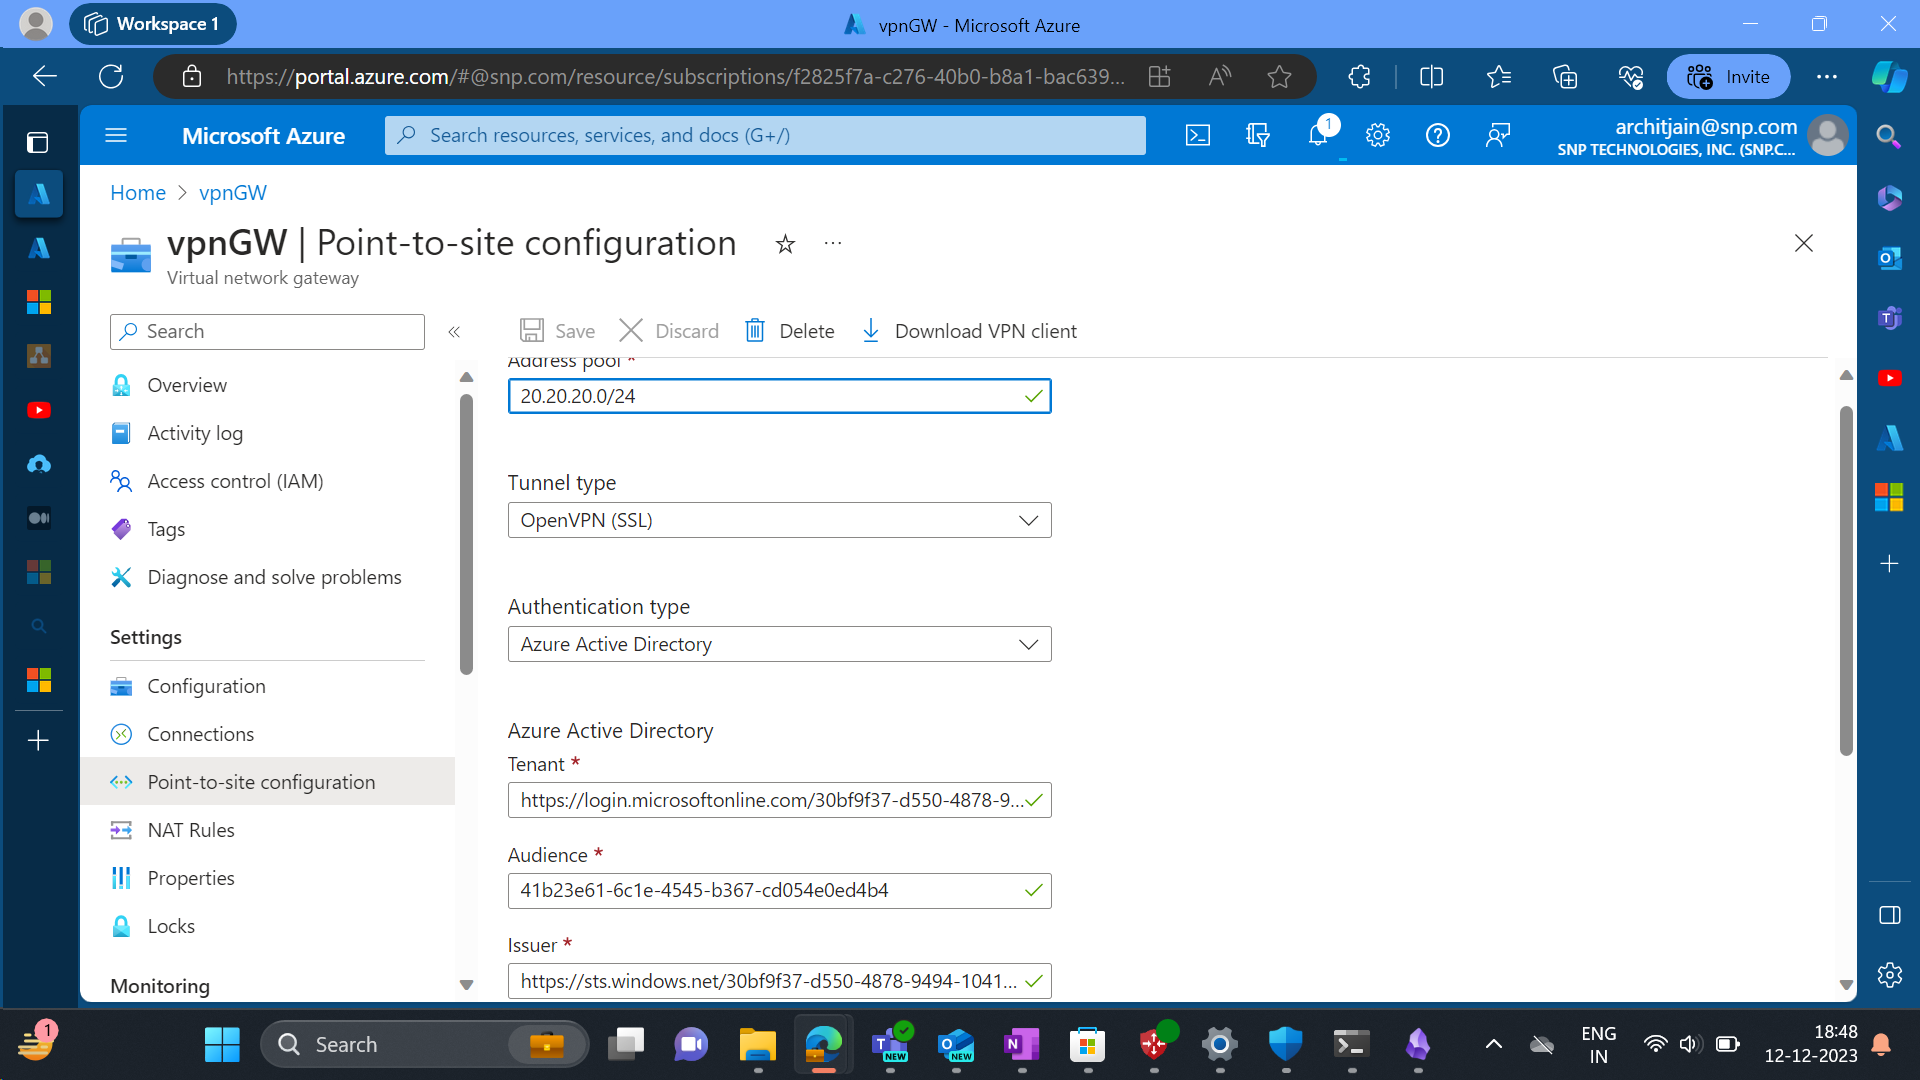 Workspace 1
vpnGW - Microsoft Azure
https://portal.azure.com/#@snp.com/resource/subscriptions/f2825f7a-c276-40b0-b8a1-bac639...
Invite
Microsoft Azure
Search resources, services, and docs (G+/)
1
architjain@snp.com
SNP TECHNOLOGIES, INC. (SNP.C...
Home > vpnGW
vpnGW | Point-to-site configuration
Virtual network gateway
Search
Save
Discard
Delete
Download VPN client
Overview
Activity log
Access control (IAM)
Tags
Diagnose and solve problems
Settings
Configuration
Connections
Point-to-site configuration
NAT Rules
Properties
Locks
Monitoring
Address pool *
20.20.20.0/24
Tunnel type
OpenVPN (SSL)
Authentication type
Azure Active Directory
Azure Active Directory
Tenant *
https://login.microsoftonline.com/30bf9f37-d550-4878-9...
Audience *
41b23e61-6c1e-4545-b367-cd054e0ed4b4
Issuer *
https://sts.windows.net/30bf9f37-d550-4878-9494-1041...
1
Search
NEW
NEW
ENG
IN
18:48
12-12-2023